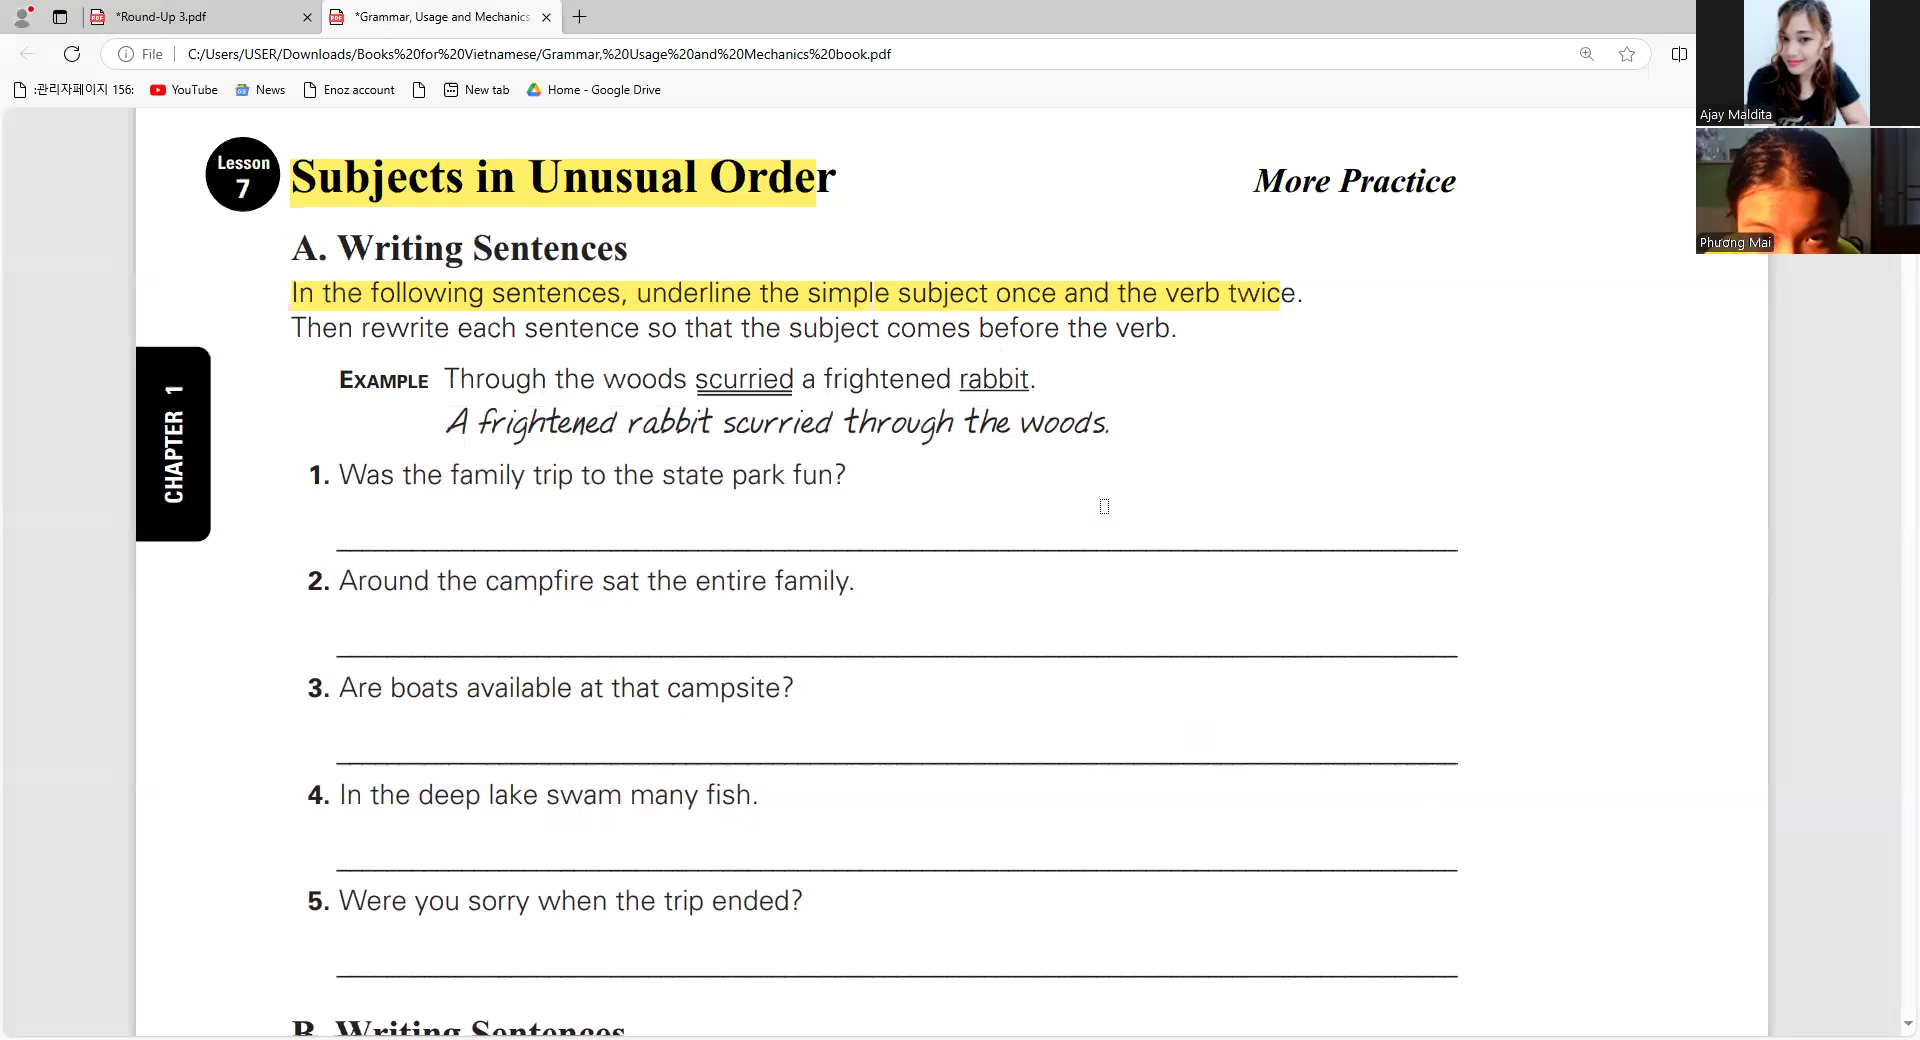 *Round-Up 3.pdf
*Grammar, Usage and Mechanics
File
C:/Users/USER/Downloads/Books%20for%20Vietnamese/Grammar,%20Usage%20and%20Mechanics%20book.pdf
:관리자페이지 156:
YouTube
News
Enoz account
New tab
Home - Google Drive
Ajay Maldita
Phương Mai
Lesson
7
Subjects in Unusual Order
More Practice
A. Writing Sentences
In the following sentences, underline the simple subject once and the verb twice.
Then rewrite each sentence so that the subject comes before the verb.
EXAMPLE Through the woods scurried a frightened rabbit.
A frightened rabbit scurried through the woods.
CHAPTER 1
1. Was the family trip to the state park fun?
2. Around the campfire sat the entire family.
3. Are boats available at that campsite?
4. In the deep lake swam many fish.
5. Were you sorry when the trip ended?
B. Writing Sentences